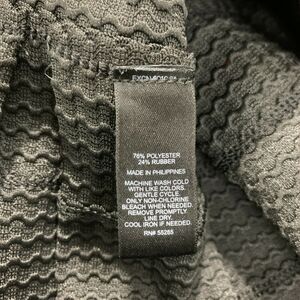 76% POLYESTER
24% RUBBER
MADE IN PHILIPPINES
MACHINE WASH COLD
WITH LIKE COLORS.
GENTLE CYCLE.
ONLY NON-CHLORINE
BLEACH WHEN NEEDED.
REMOVE PROMPTLY.
LINE DRY.
COOL IRON IF NEEDED.
RN# 55285